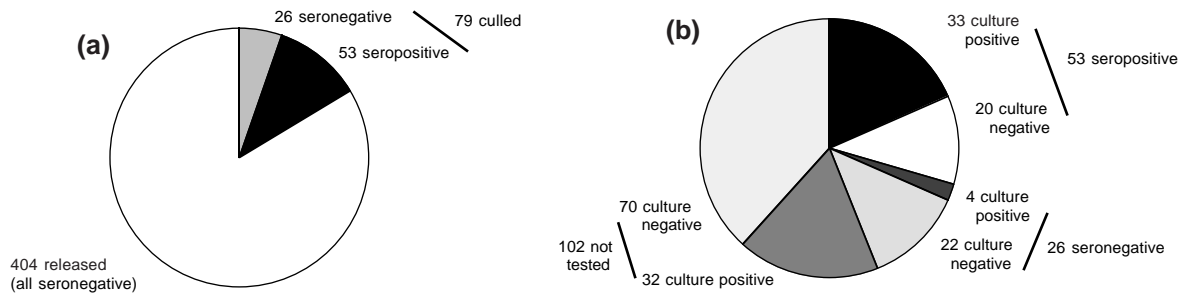 (a)
26 seronegative
79 culled
53 seropositive
404 released
(all seronegative)
(b)
33 culture
positive
53 seropositive
20 culture
negative
4 culture
positive
22 culture
negative
26 seronegative
70 culture
negative
102 not
tested
32 culture positive